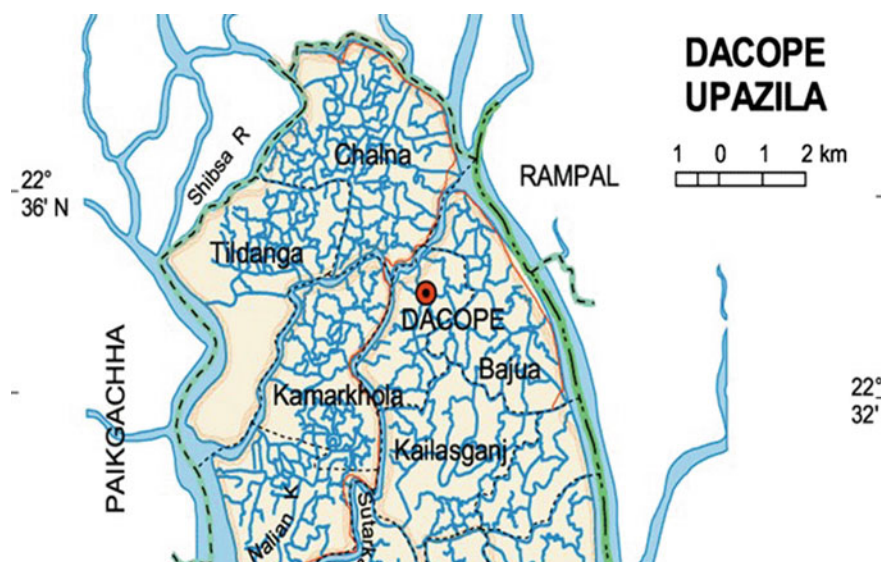 DACOPE
UPAZILA
1 0 1 2 km
Chalna
Shibsa R
RAMPAL
22°
36' N
Tildanga
DACOPE
PAIKGACHHA
Bajua
Kamarkhola
22°
32'
Kailasganj
Nalian K
Sutark